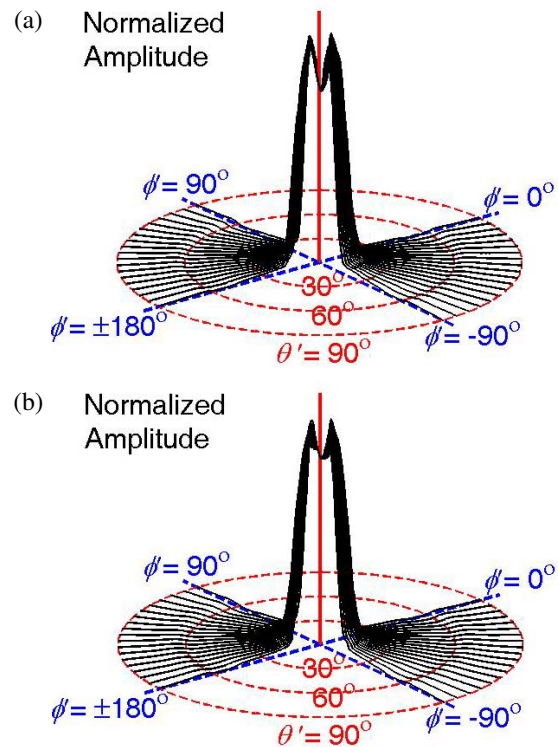 (a) Normalized
Amplitude
ϕ′= 90°
ϕ′= 0°
30°
60°
ϕ′= ±180°
θ′= 90°
ϕ′= -90°
(b) Normalized
Amplitude
ϕ′= 90°
ϕ′= 0°
30°
60°
ϕ′= ±180°
θ′= 90°
ϕ′= -90°